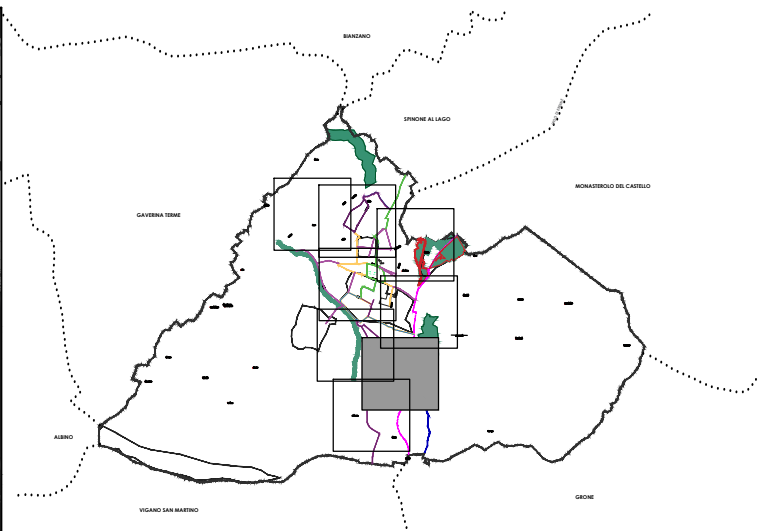 BIANZANO
SPINONE AL LAGO
MONASTEROLO DEL CASTELLO
GAVERINA TERME
ALBINO
VIGANO SAN MARTINO
GRONE